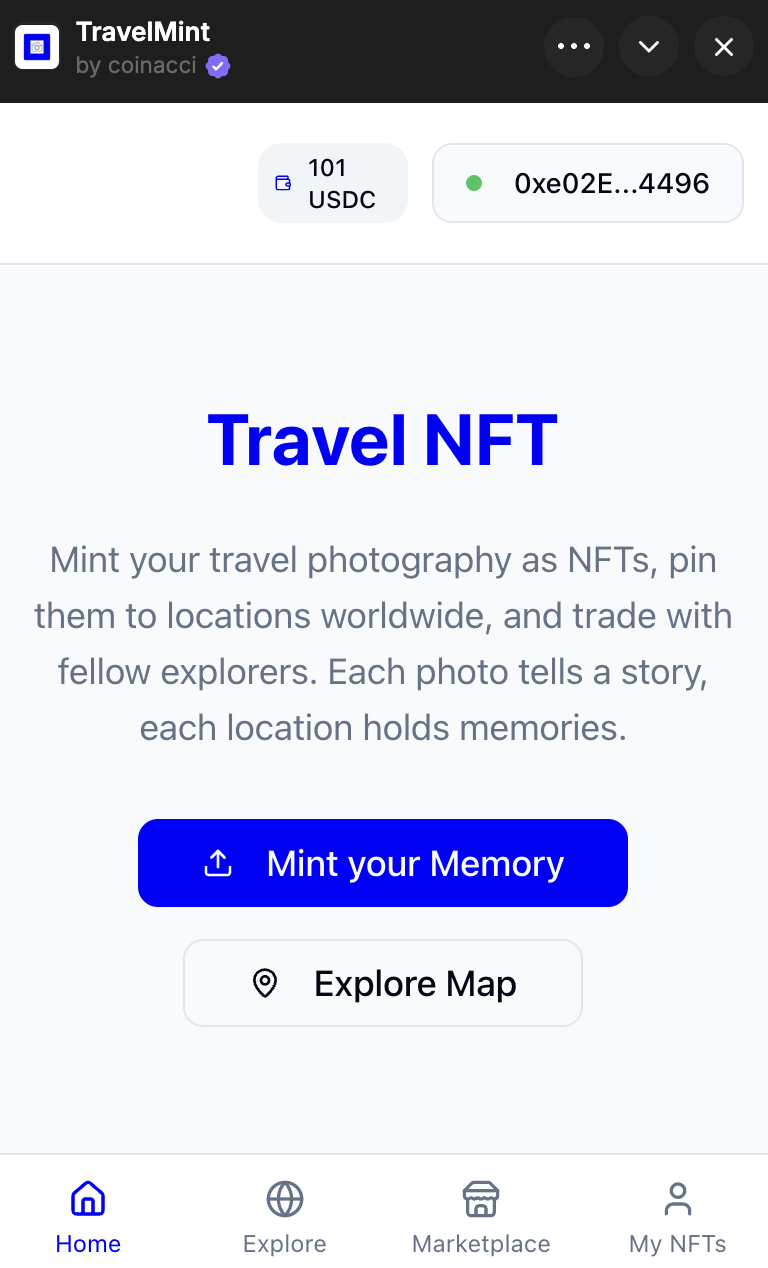 TravelMint
by coinacci
101
USDC
0xe02E...4496
Travel NFT
Mint your travel photography as NFTs, pin
them to locations worldwide, and trade with
fellow explorers. Each photo tells a story,
each location holds memories.
Mint your Memory
Explore Map
Home
Explore
Marketplace
My NFTs